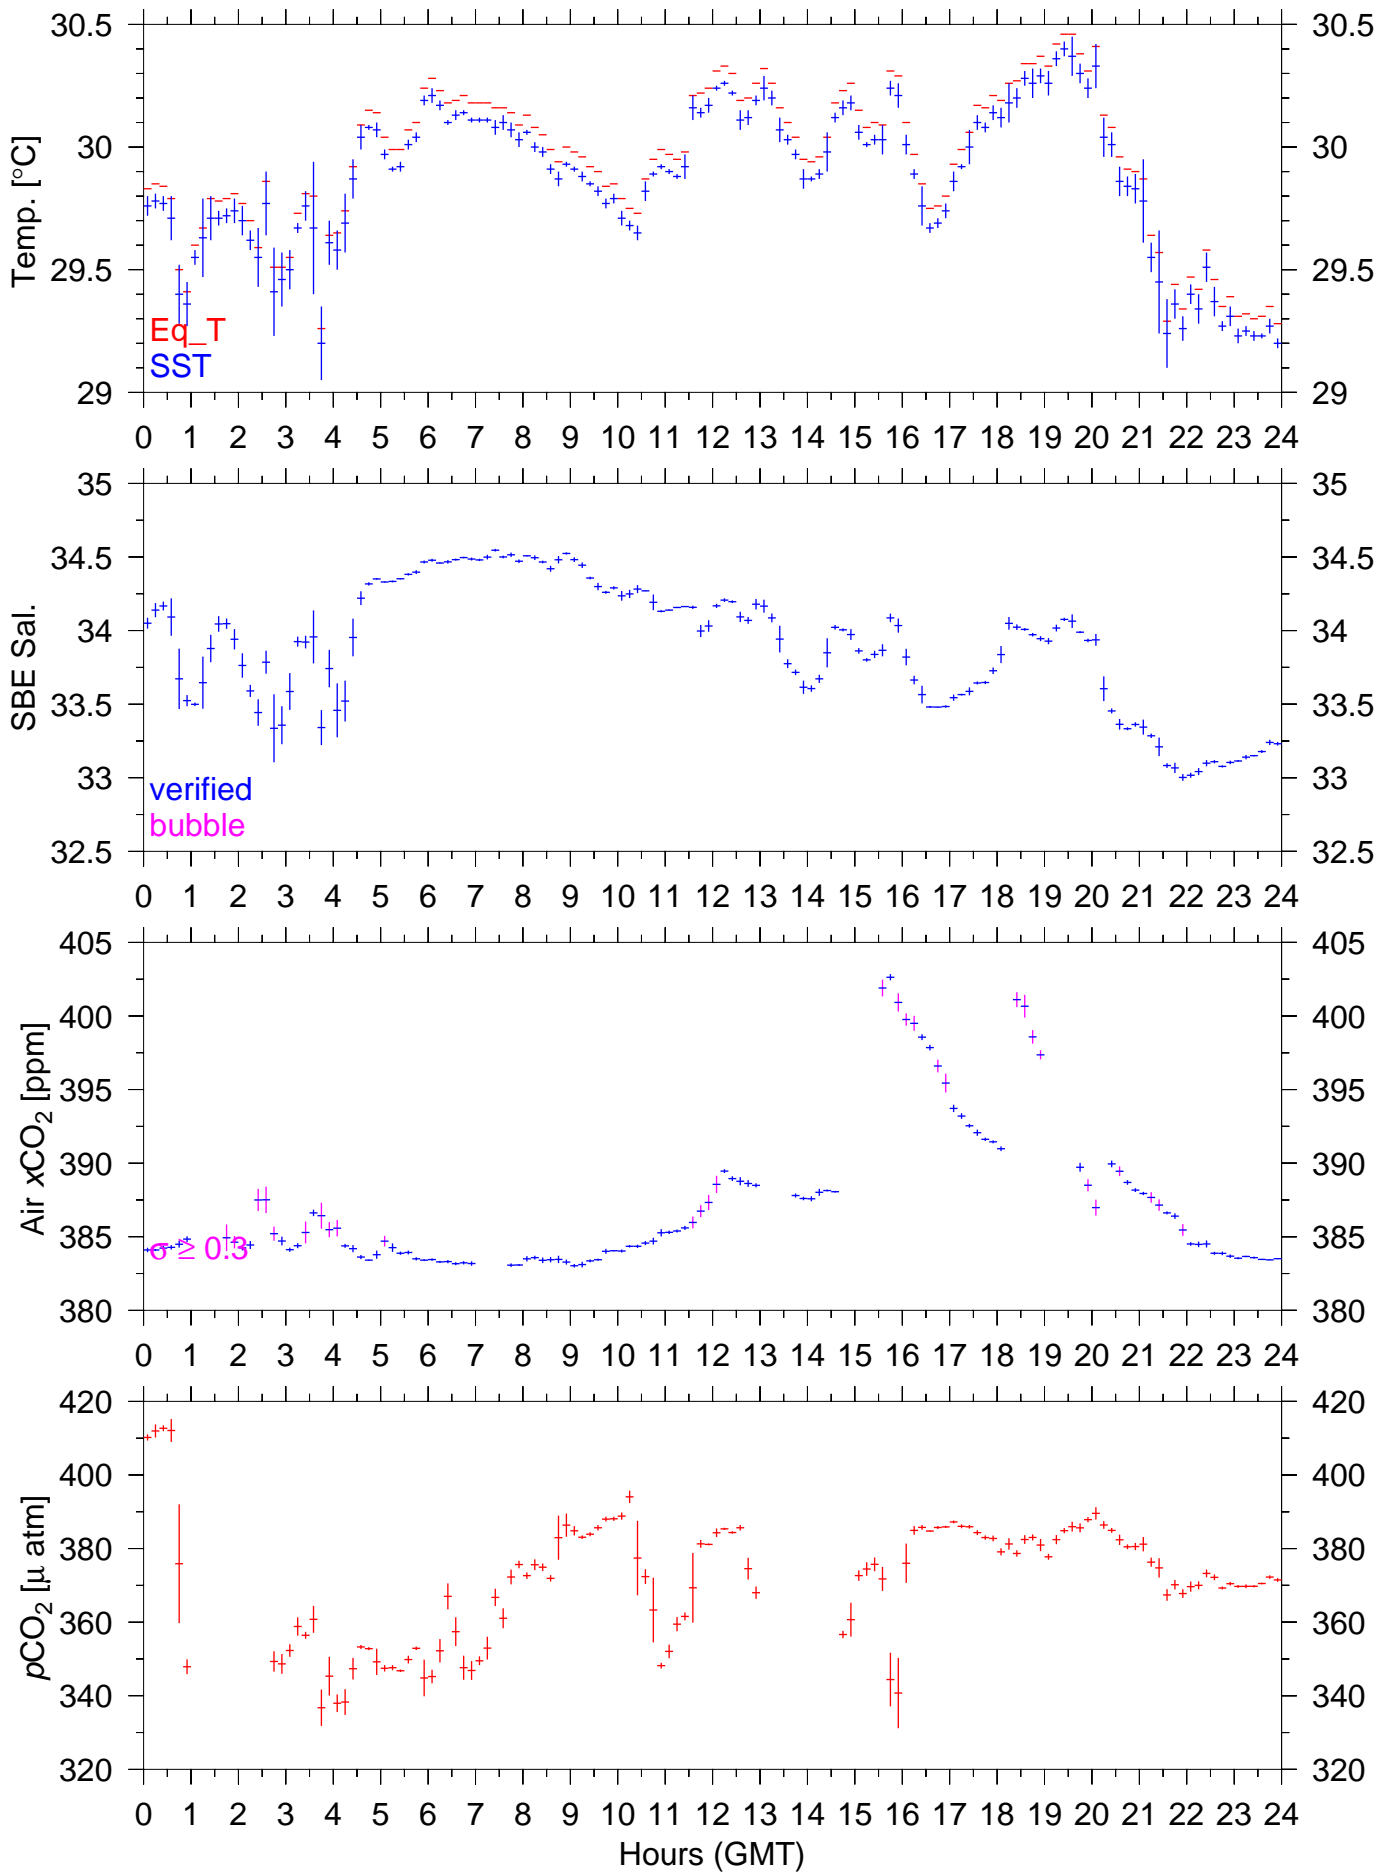 30.5 30.5
30 30
29.5 29.5
29 29
Temp. [°C]
Eq_T
SST
0 1 2 3 4 5 6 7 8 9 10 11 12 13 14 15 16 17 18 19 20 21 22 23 24
35 35
34.5 34.5
34 34
33.5 33.5
33 33
32.5 32.5
SBE Sal.
verified
bubble
0 1 2 3 4 5 6 7 8 9 10 11 12 13 14 15 16 17 18 19 20 21 22 23 24
405 405
400 400
395 395
390 390
385 385
380 380
Air xCO₂ [ppm]
σ ≥ 0.3
0 1 2 3 4 5 6 7 8 9 10 11 12 13 14 15 16 17 18 19 20 21 22 23 24
420 420
400 400
380 380
360 360
340 340
320 320
pCO₂ [μ atm]
0 1 2 3 4 5 6 7 8 9 10 11 12 13 14 15 16 17 18 19 20 21 22 23 24
Hours (GMT)